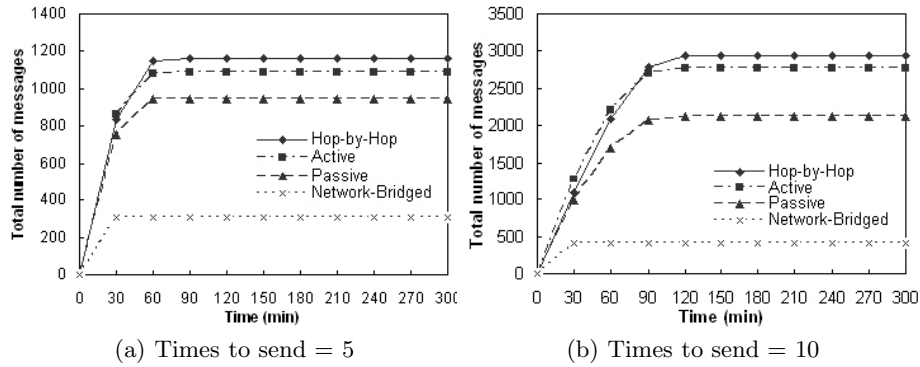 1400
1200
1000
800
600
400
200
0
Total number of messages
Hop-by-Hop
Active
Passive
Network-Bridged
0 30 60 90 120 150 180 210 240 270 300
Time (min)
(a) Times to send = 5
3500
3000
2500
2000
1500
1000
500
0
Total number of messages
Hop-by-Hop
Active
Passive
Network-Bridged
0 30 60 90 120 150 180 210 240 270 300
Time (min)
(b) Times to send = 10